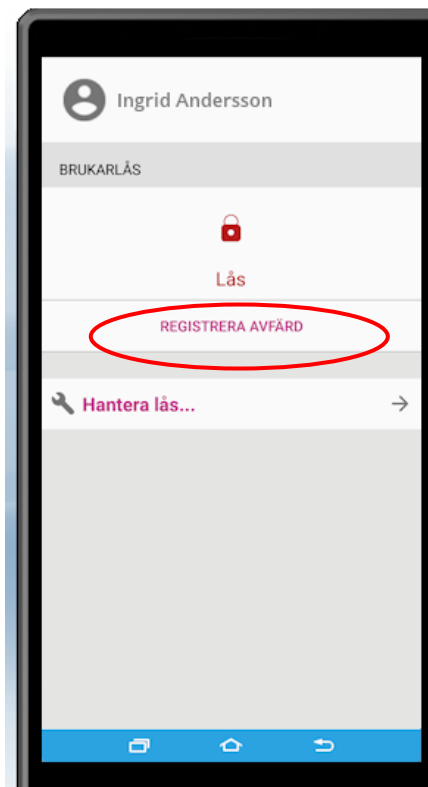 Ingrid Andersson
BRUKARLÅS
Lås
REGISTRERA AVFÄRD
Hantera lås...